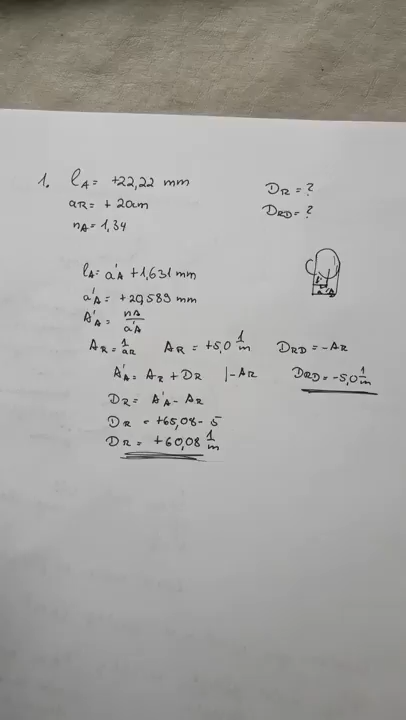 1. lA = +22,22 mm DR = ?
aR = + 20cm DRD = ?
nA = 1,34
lA = a'A + 1,631 mm
a'A = +20,589 mm
A'A = nA/a'A
AR = 1/aR AR = +5,0 1/m DRD = -AR
A'A = AR + DR |-AR DRD = -5,0 1/m
DR = A'A - AR
DR = +65,08 - 5
DR = +60,08 1/m